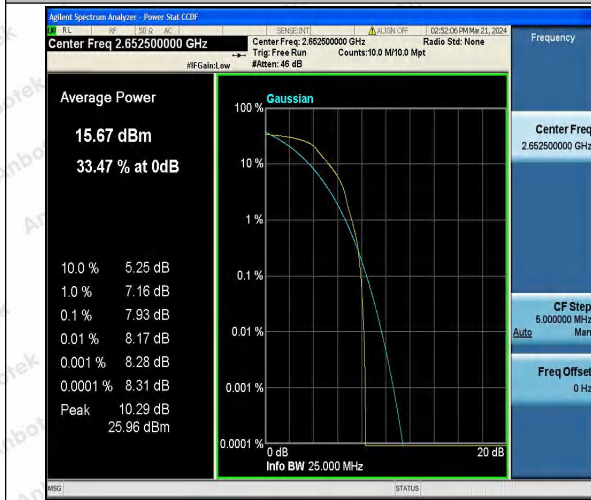 Agilent Spectrum Analyzer - Power Stat CCDF
RL RF 50 Ω AC SENSE:INT ALIGN OFF 02:52:06 PM Mar 21, 2024
Center Freq 2.652500000 GHz
Center Freq: 2.652500000 GHz Radio Std: None
Trig: Free Run Counts:10.0 M/10.0 Mpt
#IFGain:Low #Atten: 46 dB
Frequency
Average Power
15.67 dBm
33.47 % at 0dB
10.0 % 5.25 dB
1.0 % 7.16 dB
0.1 % 7.93 dB
0.01 % 8.17 dB
0.001 % 8.28 dB
0.0001 % 8.31 dB
Peak 10.29 dB
25.96 dBm
Gaussian
100 %
10 %
1 %
0.1 %
0.01 %
0.001 %
0.0001 %
0 dB 20 dB
Info BW 25.000 MHz
Center Freq
2.652500000 GHz
CF Step
5.000000 MHz
Auto Man
Freq Offset
0 Hz
MSG STATUS